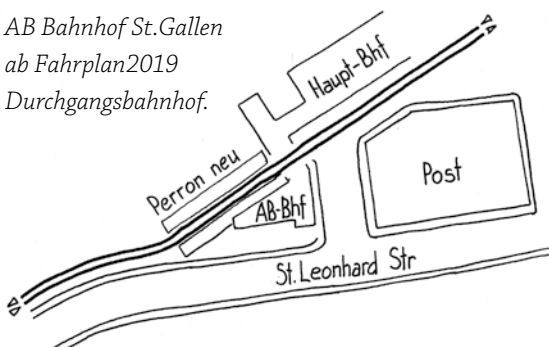 AB Bahnhof St.Gallen
ab Fahrplan2019
Durchgangsbahnhof.
Haupt-Bhf
Perron neu
Post
AB-Bhf
St. Leonhard Str